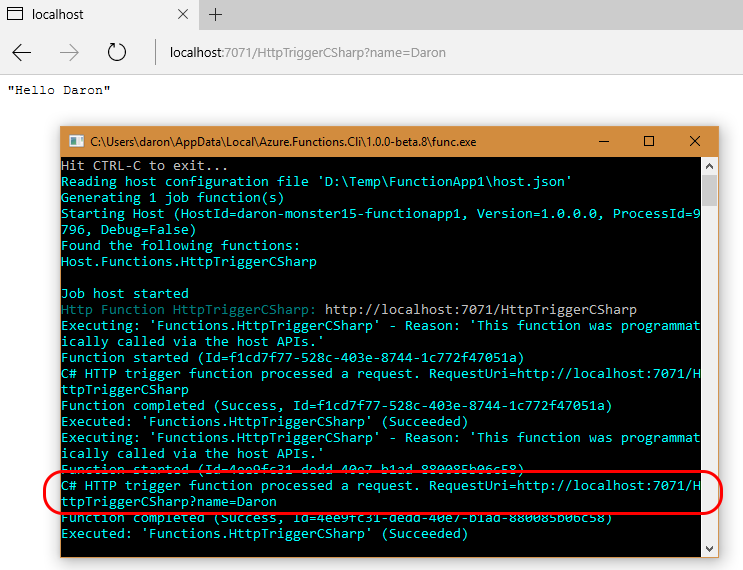 localhost
localhost:7071/HttpTriggerCSharp?name=Daron
"Hello Daron"
C:\Users\daron\AppData\Local\Azure.Functions.Cli\1.0.0-beta.8\func.exe
Hit CTRL-C to exit...
Reading host configuration file 'D:\Temp\FunctionApp1\host.json'
Generating 1 job function(s)
Starting Host (HostId=daron-monster15-functionapp1, Version=1.0.0.0, ProcessId=9
796, Debug=False)
Found the following functions:
Host.Functions.HttpTriggerCSharp
Job host started
Http Function HttpTriggerCSharp: http://localhost:7071/HttpTriggerCSharp
Executing: 'Functions.HttpTriggerCSharp' - Reason: 'This function was programmat
ically called via the host APIs.'
Function started (Id=f1cd7f77-528c-403e-8744-1c772f47051a)
C# HTTP trigger function processed a request. RequestUri=http://localhost:7071/H
ttpTriggerCSharp
Function completed (Success, Id=f1cd7f77-528c-403e-8744-1c772f47051a)
Executed: 'Functions.HttpTriggerCSharp' (Succeeded)
Executing: 'Functions.HttpTriggerCSharp' - Reason: 'This function was programmat
ically called via the host APIs.'
Function started (Id=4ee9fc31-dedd-40e7-b1ad-880085b06c58)
C# HTTP trigger function processed a request. RequestUri=http://localhost:7071/H
ttpTriggerCSharp?name=Daron
Function completed (Success, Id=4ee9fc31-dedd-40e7-b1ad-880085b06c58)
Executed: 'Functions.HttpTriggerCSharp' (Succeeded)